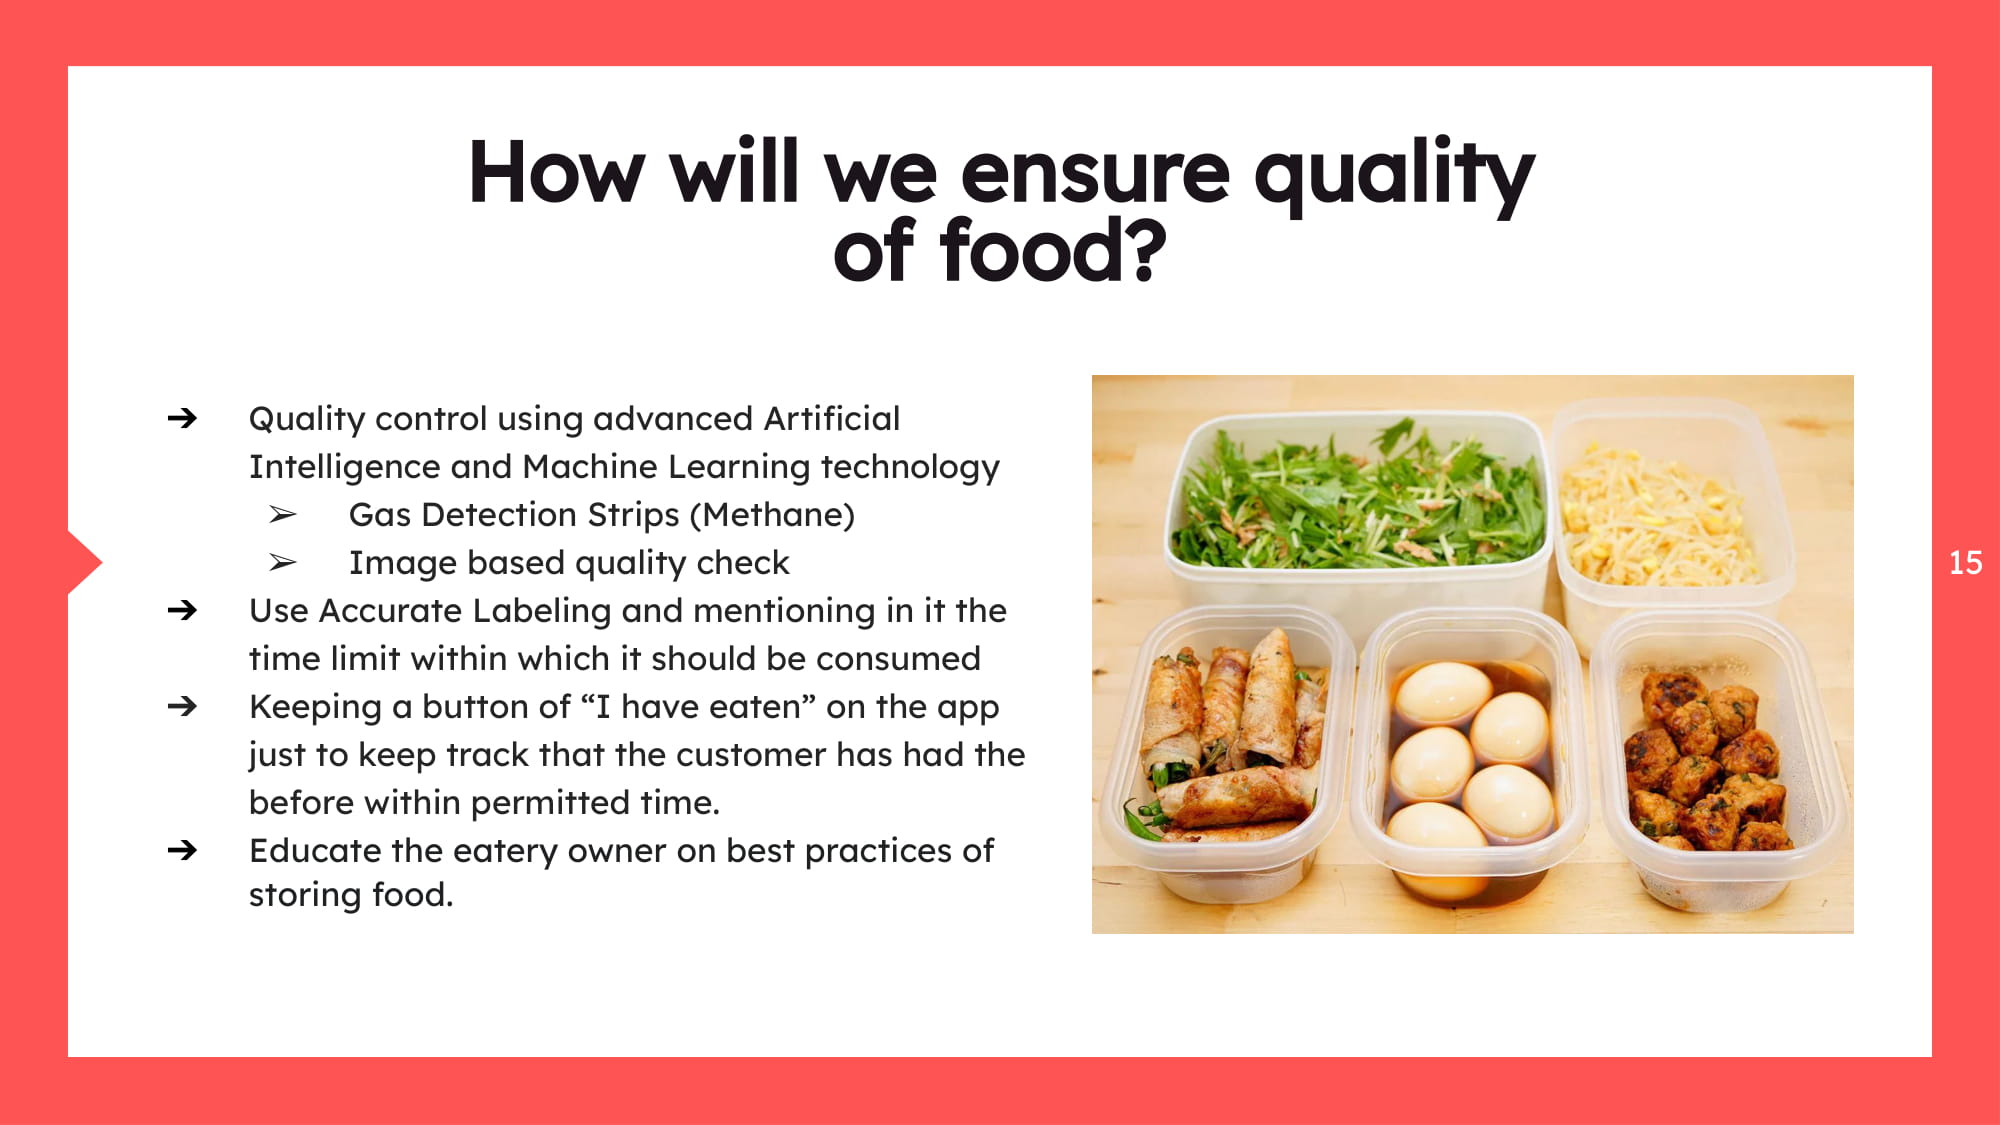 How will we ensure quality
of food?
➔ Quality control using advanced Artificial
Intelligence and Machine Learning technology
➢ Gas Detection Strips (Methane)
➢ Image based quality check
➔ Use Accurate Labeling and mentioning in it the
time limit within which it should be consumed
➔ Keeping a button of “I have eaten” on the app
just to keep track that the customer has had the
before within permitted time.
➔ Educate the eatery owner on best practices of
storing food.
15